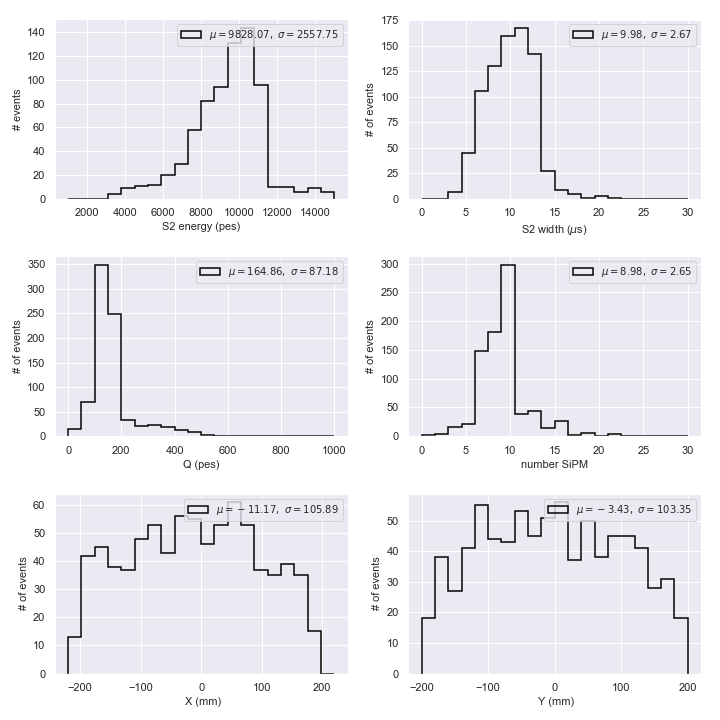 μ = 9828.07, σ = 2557.75
# events
140
120
100
80
60
40
20
0
2000 4000 6000 8000 10000 12000 14000
S2 energy (pes)
μ = 9.98, σ = 2.67
# of events
175
150
125
100
75
50
25
0
0 5 10 15 20 25 30
S2 width (μs)
μ = 164.86, σ = 87.18
# of events
350
300
250
200
150
100
50
0
0 200 400 600 800 1000
Q (pes)
μ = 8.98, σ = 2.65
# of events
300
250
200
150
100
50
0
0 5 10 15 20 25 30
number SiPM
μ = −11.17, σ = 105.89
# of events
60
50
40
30
20
10
0
−200 −100 0 100 200
X (mm)
μ = −3.43, σ = 103.35
# of events
50
40
30
20
10
0
−200 −100 0 100 200
Y (mm)